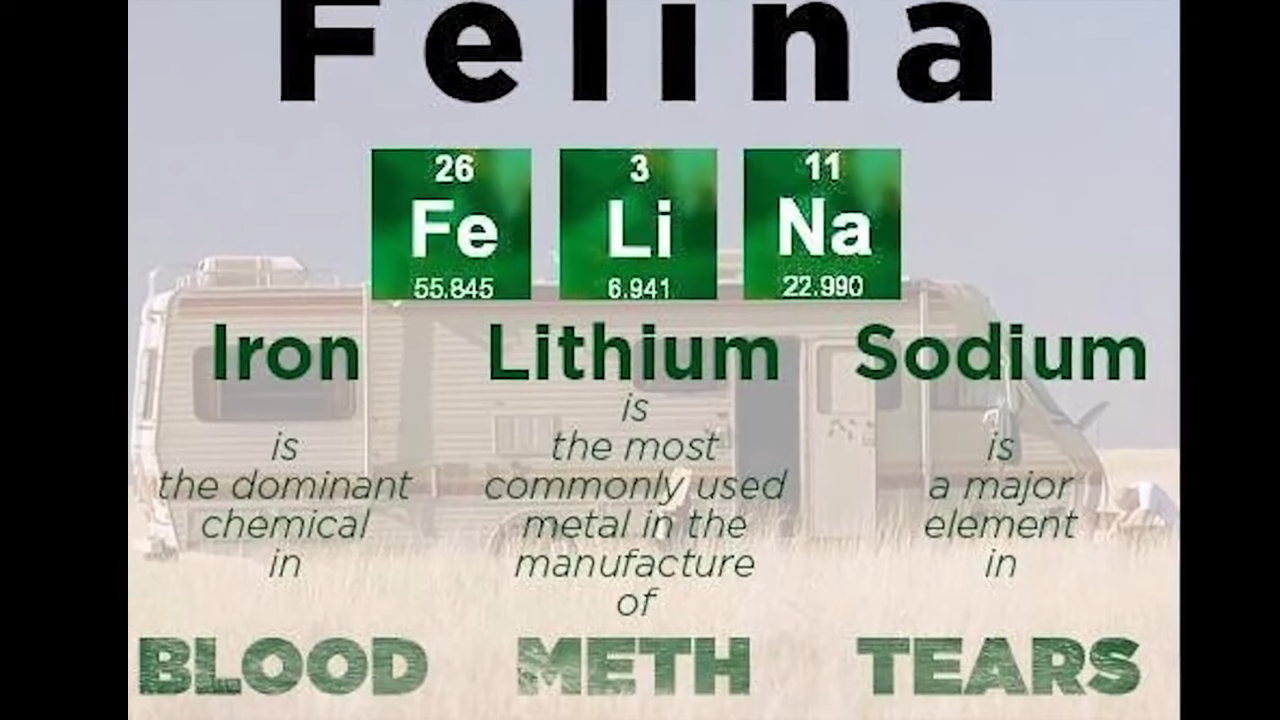 Felina
26 3 11
Fe Li Na
55.845 6.941 22.990
Iron Lithium Sodium
is
the dominant
chemical
in
BLOOD
is
the most
commonly used
metal in the
manufacture
of
METH
is
a major
element
in
TEARS